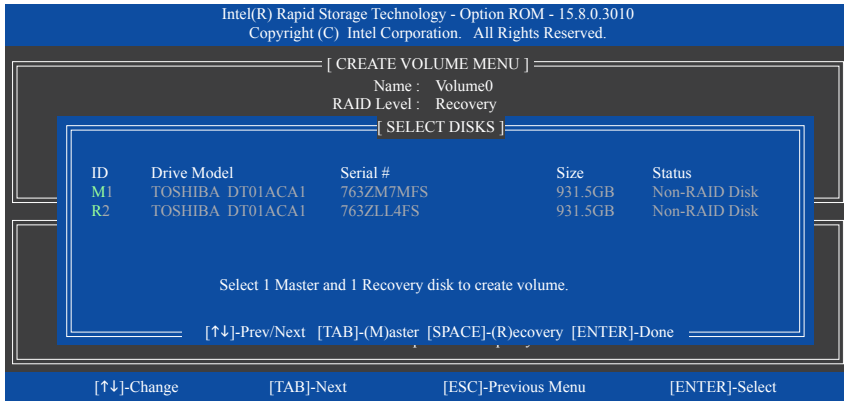 Intel(R) Rapid Storage Technology - Option ROM - 15.8.0.3010
Copyright (C) Intel Corporation. All Rights Reserved.
[ CREATE VOLUME MENU ]
Name : Volume0
RAID Level : Recovery
[ SELECT DISKS ]
ID Drive Model Serial # Size Status
M1 TOSHIBA DT01ACA1 763ZM7MFS 931.5GB Non-RAID Disk
R2 TOSHIBA DT01ACA1 763ZLL4FS 931.5GB Non-RAID Disk
Select 1 Master and 1 Recovery disk to create volume.
[↑↓]-Prev/Next [TAB]-(M)aster [SPACE]-(R)ecovery [ENTER]-Done
[↑↓]-Change [TAB]-Next [ESC]-Previous Menu [ENTER]-Select